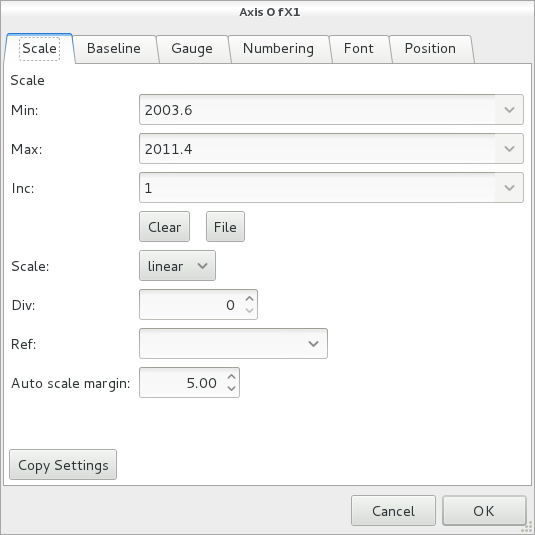 Axis 0 fX1
Scale Baseline Gauge Numbering Font Position
Scale
Min: 2003.6
Max: 2011.4
Inc: 1
Clear File
Scale: linear
Div: 0
Ref:
Auto scale margin: 5.00
Copy Settings
Cancel OK